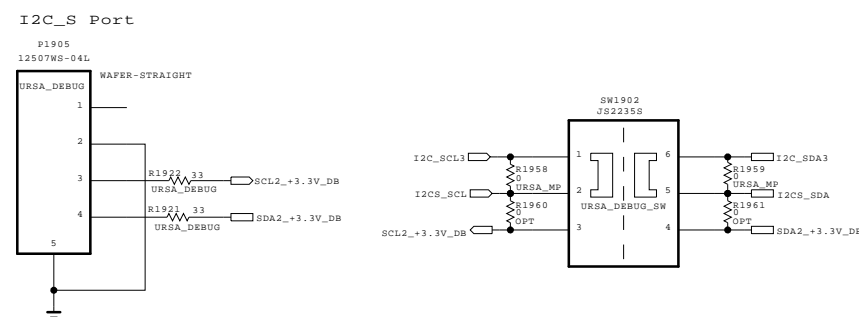 I2C_S Port
P1905
12507WS-04L
WAFER-STRAIGHT
URSA_DEBUG
1
2
3
4
5
R1922 33
URSA_DEBUG
SCL2_+3.3V_DB
R1921 33
URSA_DEBUG
SDA2_+3.3V_DB
SW1902
JS2235S
I2C_SCL3
R1958
0
URSA_MP
I2CS_SCL
R1960
0
OPT
SCL2_+3.3V_DB
1
2
3
URSA_DEBUG_SW
6
5
4
I2C_SDA3
R1959
0
URSA_MP
I2CS_SDA
R1961
0
OPT
SDA2_+3.3V_DB